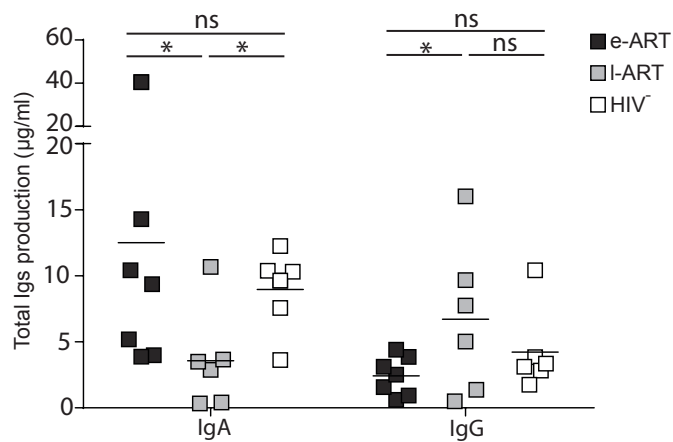 ns
ns
* *
* ns
e-ART
l-ART
HIV⁻
Total Igs production (µg/ml)
60
40
20
20
15
10
5
0
IgA
IgG